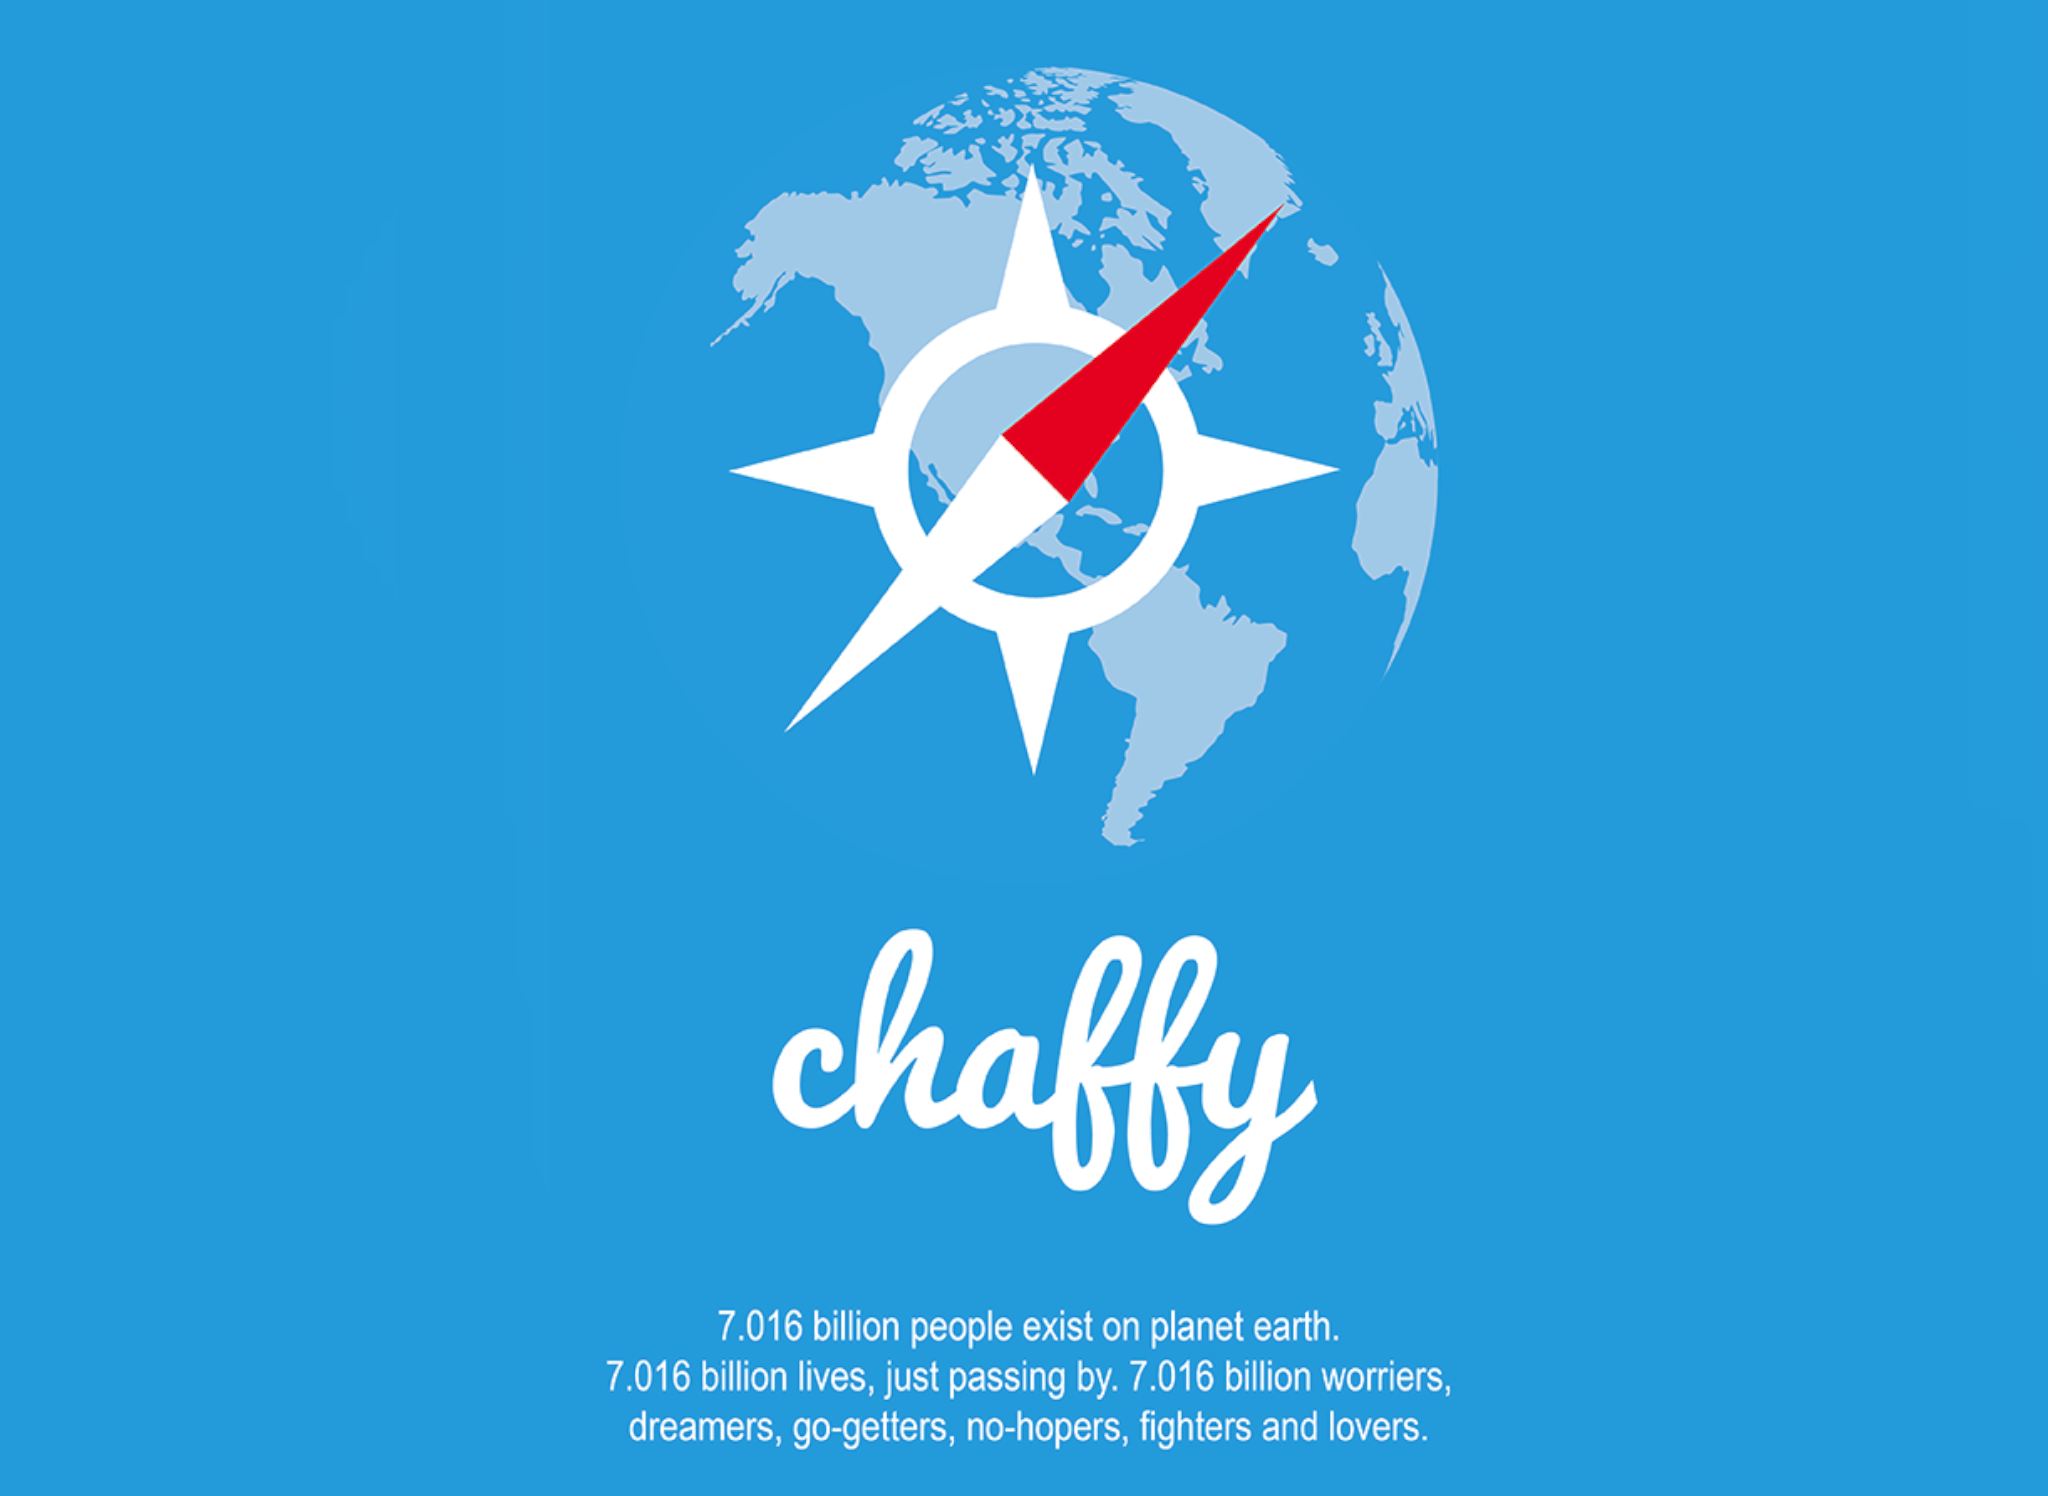 chaffy
7.016 billion people exist on planet earth.
7.016 billion lives, just passing by. 7.016 billion worriers,
dreamers, go-getters, no-hopers, fighters and lovers.